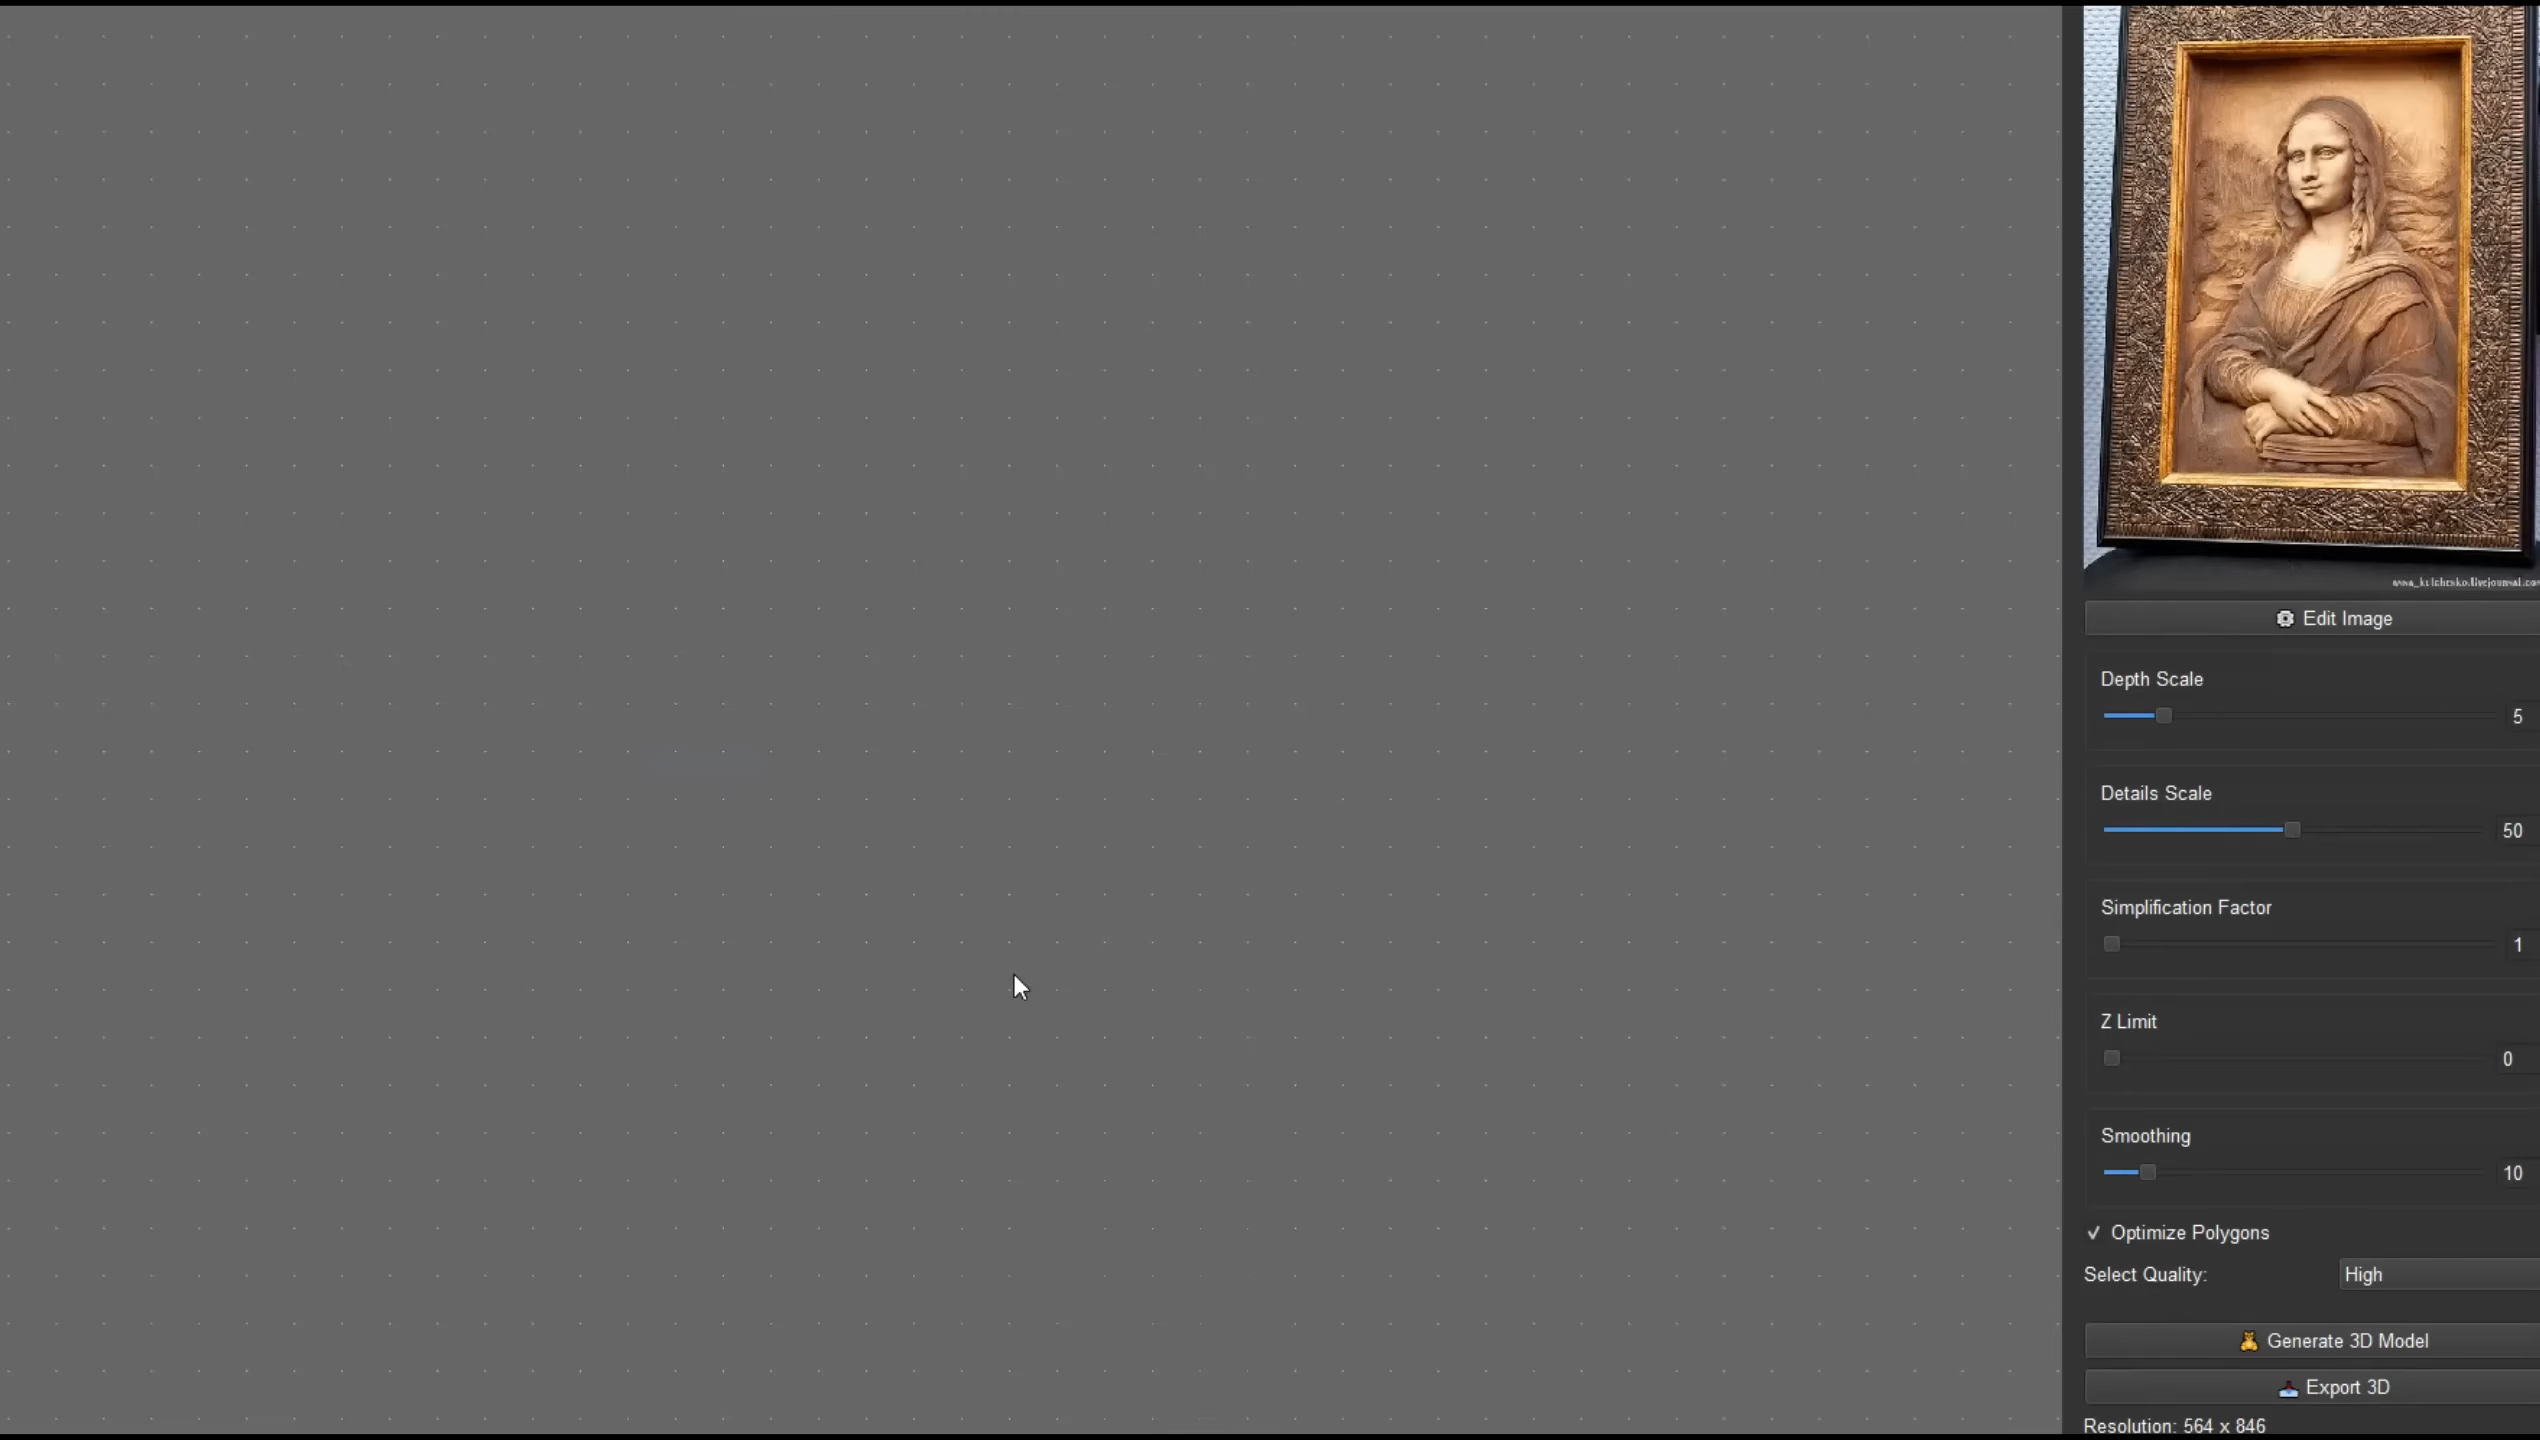 Edit Image
Depth Scale
5
Details Scale
50
Simplification Factor
1
Z Limit
0
Smoothing
10
Optimize Polygons
Select Quality: High
Generate 3D Model
Export 3D
Resolution: 564 x 846